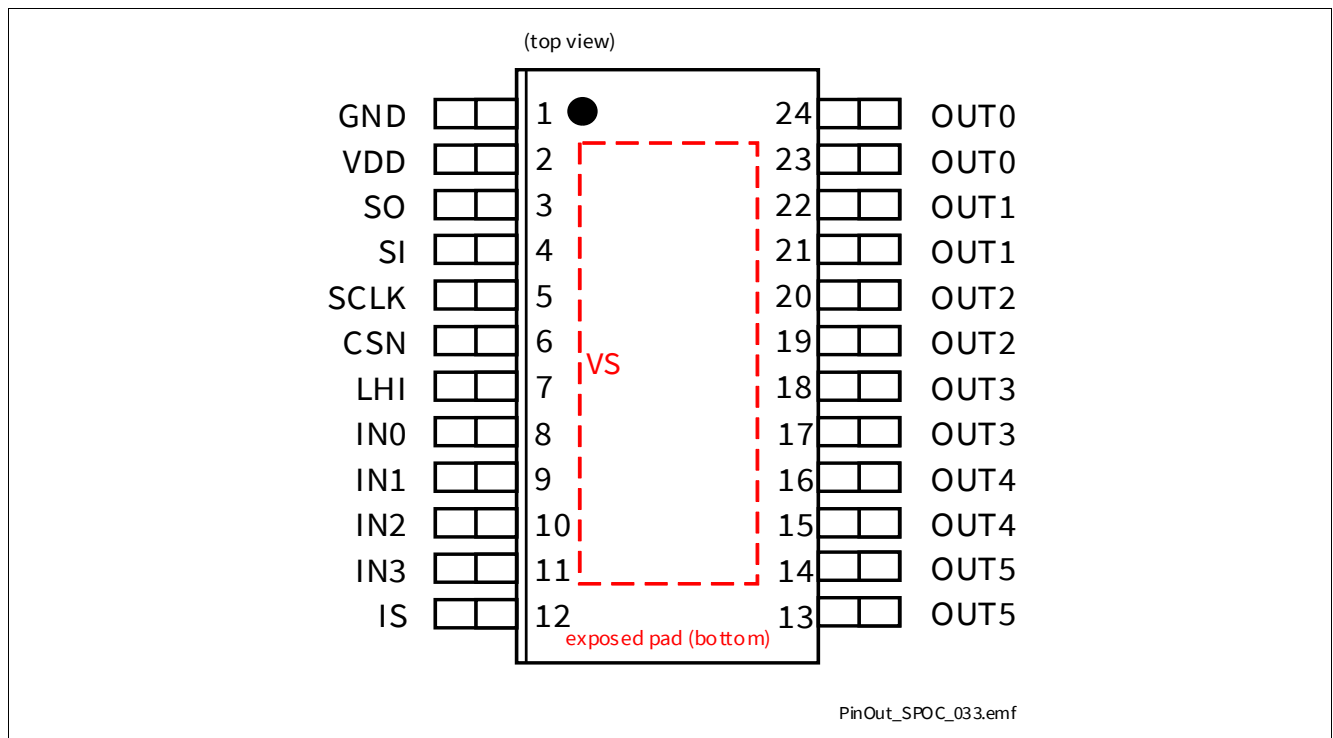 (top view)
GND 1 24 OUT0
VDD 2 23 OUT0
SO 3 22 OUT1
SI 4 21 OUT1
SCLK 5 20 OUT2
CSN 6 19 OUT2
VS
LHI 7 18 OUT3
IN0 8 17 OUT3
IN1 9 16 OUT4
IN2 10 15 OUT4
IN3 11 14 OUT5
IS 12 13 OUT5
exposed pad (bottom)
PinOut_SPOC_033.emf